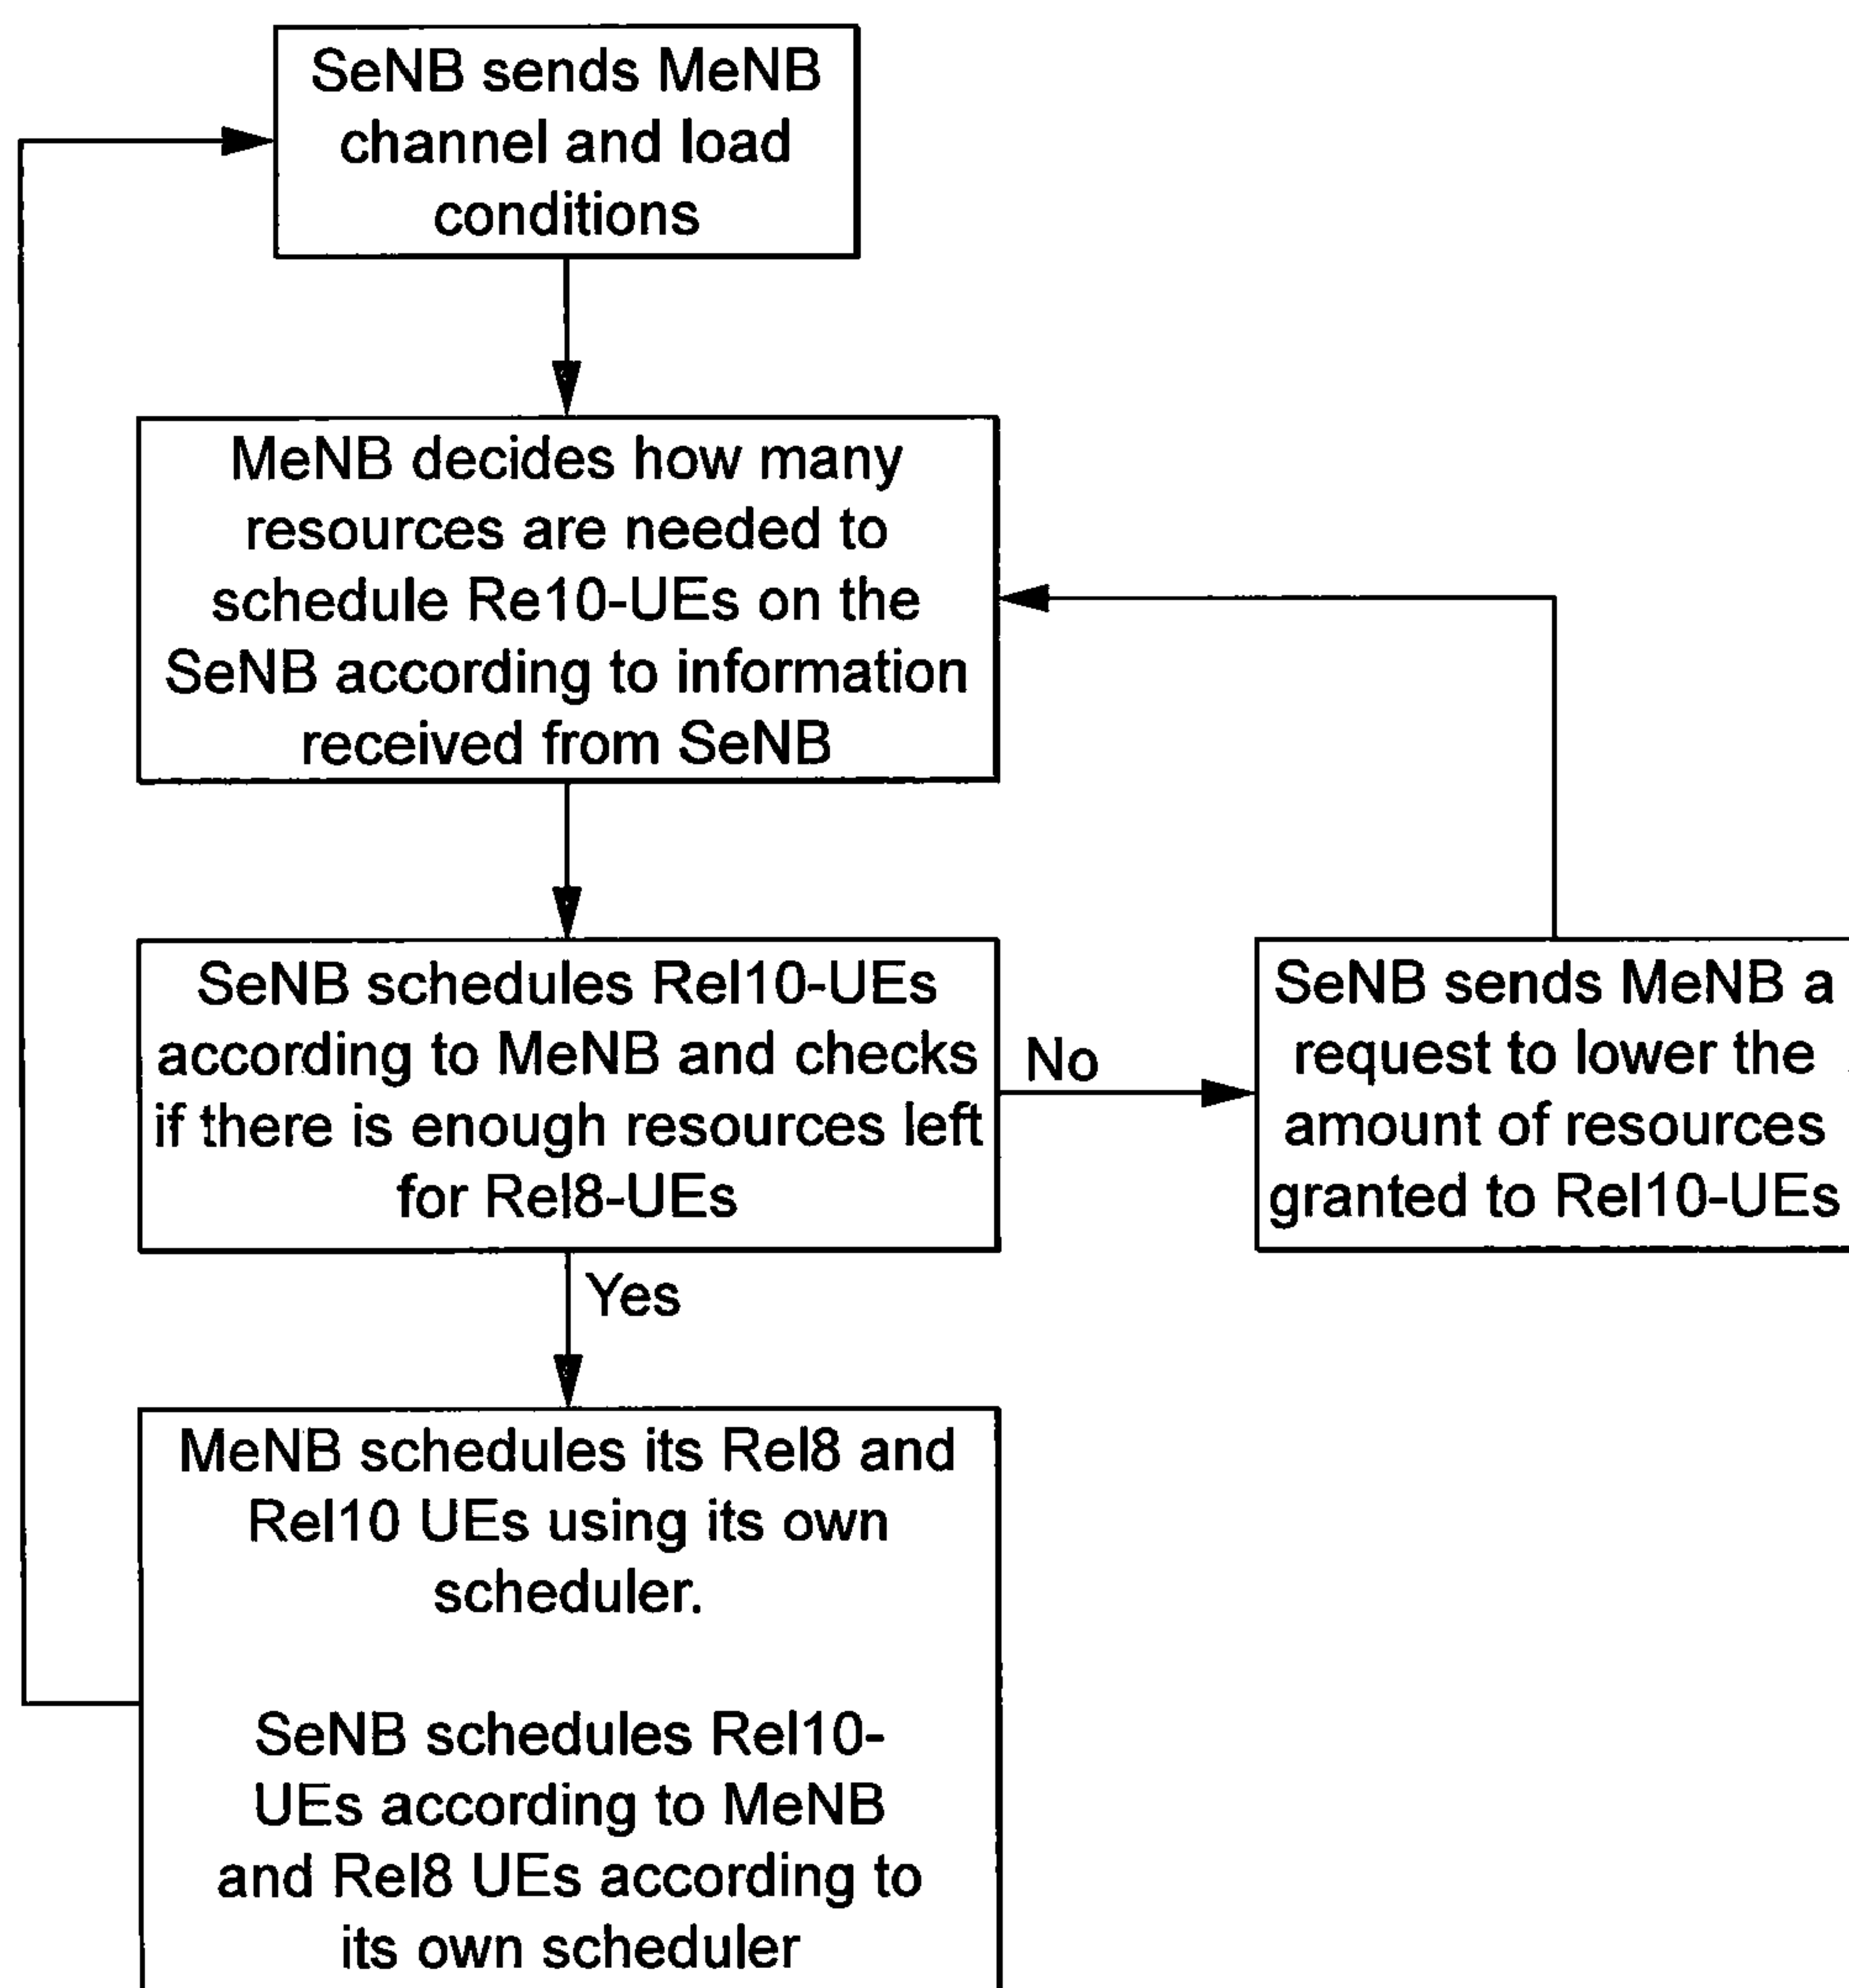 SeNB sends MeNB
channel and load
conditions
MeNB decides how many
resources are needed to
schedule Re10-UEs on the
SeNB according to information
received from SeNB
SeNB schedules Rel10-UEs
according to MeNB and checks
if there is enough resources left
for Rel8-UEs
No
SeNB sends MeNB a
request to lower the
amount of resources
granted to Rel10-UEs
Yes
MeNB schedules its Rel8 and
Rel10 UEs using its own
scheduler.
SeNB schedules Rel10-
UEs according to MeNB
and Rel8 UEs according to
its own scheduler